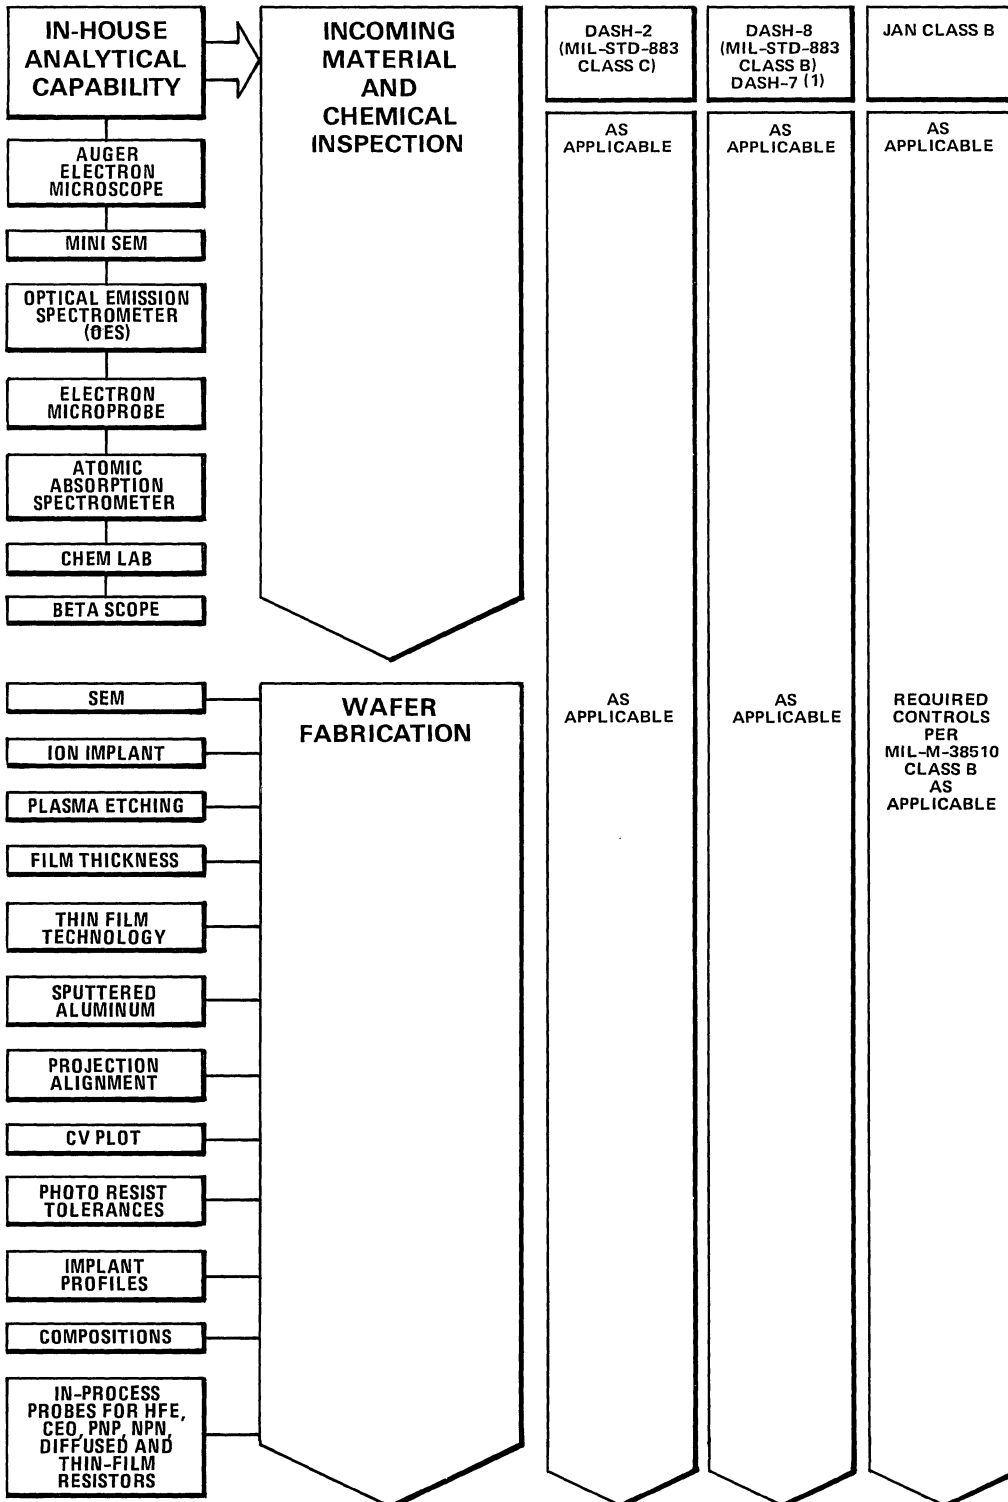 IN-HOUSE
ANALYTICAL
CAPABILITY
INCOMING
MATERIAL
AND
CHEMICAL
INSPECTION
DASH-2
(MIL-STD-883
CLASS C)
DASH-8
(MIL-STD-883
CLASS B)
DASH-7 (1)
JAN CLASS B
AUGER
ELECTRON
MICROSCOPE
MINI SEM
OPTICAL EMISSION
SPECTROMETER
(OES)
ELECTRON
MICROPROBE
ATOMIC
ABSORPTION
SPECTROMETER
CHEM LAB
BETA SCOPE
AS
APPLICABLE
AS
APPLICABLE
AS
APPLICABLE
SEM
ION IMPLANT
PLASMA ETCHING
FILM THICKNESS
THIN FILM
TECHNOLOGY
SPUTTERED
ALUMINUM
PROJECTION
ALIGNMENT
CV PLOT
PHOTO RESIST
TOLERANCES
IMPLANT
PROFILES
COMPOSITIONS
IN-PROCESS
PROBES FOR HFE,
CEO, PNP, NPN,
DIFFUSED AND
THIN-FILM
RESISTORS
WAFER
FABRICATION
AS
APPLICABLE
AS
APPLICABLE
REQUIRED
CONTROLS
PER
MIL-M-38510
CLASS B
AS
APPLICABLE